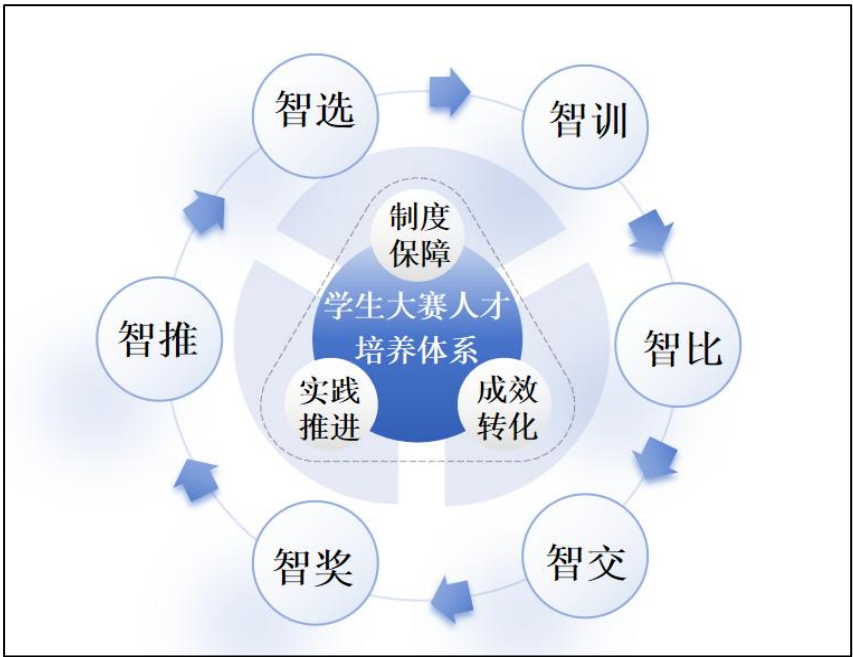 智选
智训
制度
保障
学生大赛人才
培养体系
智推
智比
实践
推进
成效
转化
智奖
智交